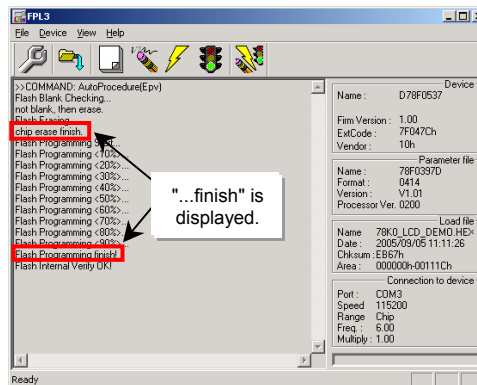 FPL3
File Device View Help
>>COMMAND: AutoProcedure(Epv)
Flash Blank Checking...
not blank, then erase.
Flash Erasing...
chip erase finish.
Flash Programming Start...
Flash Programming <10%>...
Flash Programming <20%>...
Flash Programming <30%>...
Flash Programming <40%>...
Flash Programming <50%>...
Flash Programming <60%>...
Flash Programming <70%>...
Flash Programming <80%>...
Flash Programming <90%>...
Flash Programming finish!
Flash Internal Verify OK!
"...finish" is
displayed.
Device
Name : D78F0537
Firm Version : 1.00
ExtCode : 7F047Ch
Vendor : 10h
Parameter file
Name : 78F0397D
Format : 0414
Version : V1.01
Processor Ver. 0200
Load file
Name 78K0_LCD_DEMO.HEX
Date : 2005/09/05 11:11:26
Chksum : EB67h
Area : 000000h-00111Ch
Connection to device
Port : COM3
Speed 115200
Range Chip
Freq. : 6.00
Multiply : 1.00
Ready